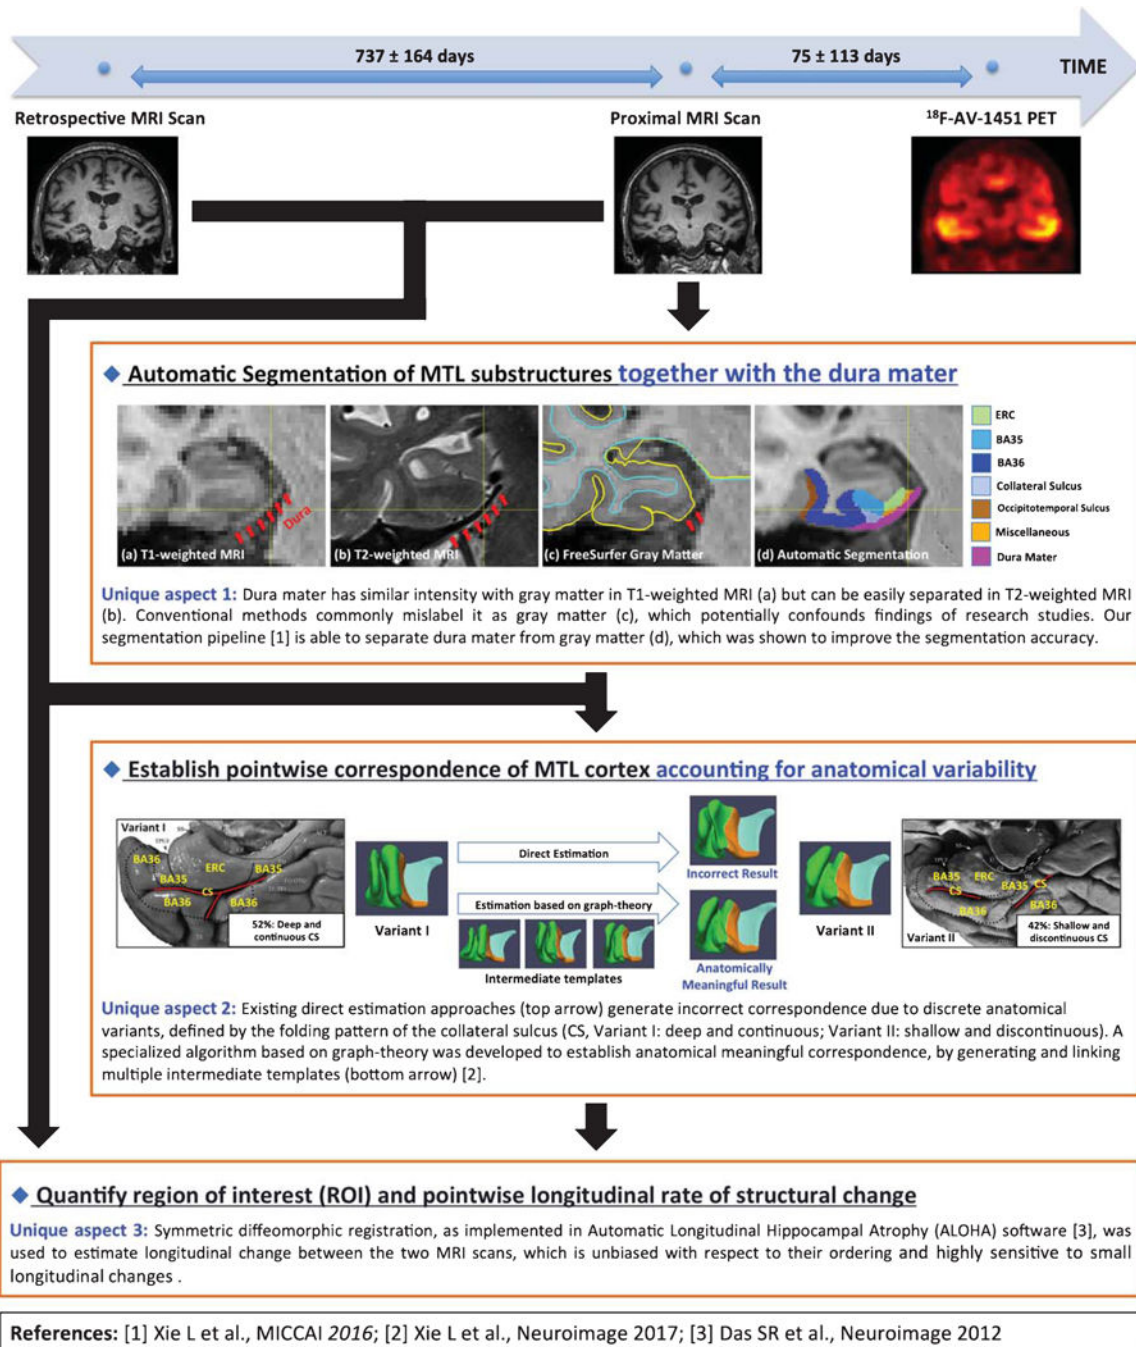 737 ± 164 days
75 ± 113 days
TIME
Retrospective MRI Scan
Proximal MRI Scan
¹⁸F-AV-1451 PET
◆ Automatic Segmentation of MTL substructures together with the dura mater
Dura
(a) T1-weighted MRI
(b) T2-weighted MRI
(c) FreeSurfer Gray Matter
(d) Automatic Segmentation
ERC
BA35
BA36
Collateral Sulcus
Occipitotemporal Sulcus
Miscellaneous
Dura Mater
Unique aspect 1: Dura mater has similar intensity with gray matter in T1-weighted MRI (a) but can be easily separated in T2-weighted MRI
(b). Conventional methods commonly mislabel it as gray matter (c), which potentially confounds findings of research studies. Our
segmentation pipeline [1] is able to separate dura mater from gray matter (d), which was shown to improve the segmentation accuracy.
◆ Establish pointwise correspondence of MTL cortex accounting for anatomical variability
Variant I
BA36
ERC
BA35
BA35
CS
BA36
BA36
52%: Deep and
continuous CS
Variant I
Direct Estimation
Estimation based on graph-theory
Intermediate templates
Incorrect Result
Anatomically
Meaningful Result
Variant II
BA35
ERC
CS
BA35
CS
BA36
BA36
Variant II
42%: Shallow and
discontinuous CS
Unique aspect 2: Existing direct estimation approaches (top arrow) generate incorrect correspondence due to discrete anatomical
variants, defined by the folding pattern of the collateral sulcus (CS, Variant I: deep and continuous; Variant II: shallow and discontinuous). A
specialized algorithm based on graph-theory was developed to establish anatomical meaningful correspondence, by generating and linking
multiple intermediate templates (bottom arrow) [2].
◆ Quantify region of interest (ROI) and pointwise longitudinal rate of structural change
Unique aspect 3: Symmetric diffeomorphic registration, as implemented in Automatic Longitudinal Hippocampal Atrophy (ALOHA) software [3], was
used to estimate longitudinal change between the two MRI scans, which is unbiased with respect to their ordering and highly sensitive to small
longitudinal changes .
References: [1] Xie L et al., MICCAI 2016; [2] Xie L et al., Neuroimage 2017; [3] Das SR et al., Neuroimage 2012